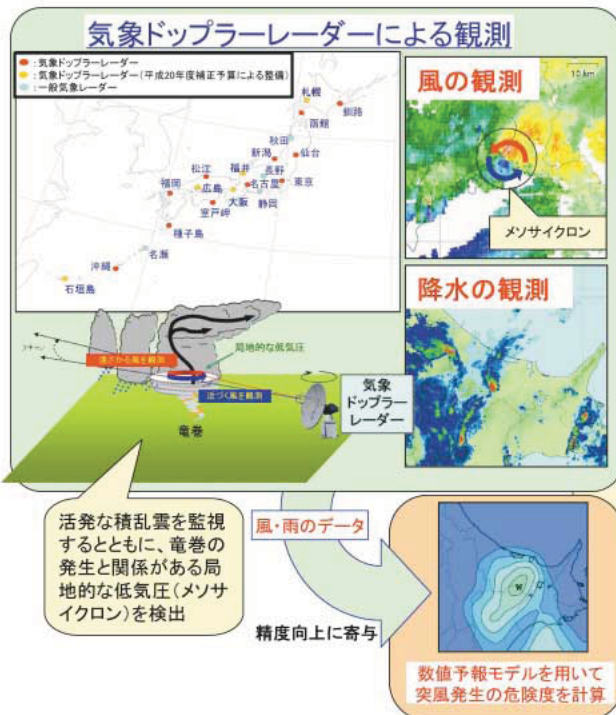 気象ドップラーレーダーによる観測
●：気象ドップラーレーダー
●：気象ドップラーレーダー（平成20年度補正予算による整備）
●：一般気象レーダー
札幌
釧路
函館
秋田
仙台
新潟
長野
福井
松江
東京
名古屋
広島
福岡
静岡
大阪
室戸岬
種子島
名瀬
沖縄
石垣島
風の観測
10 km
メソサイクロン
降水の観測
遠ざかる風を観測
局地的な低気圧
近づく風を観測
竜巻
気象
ドップラー
レーダー
活発な積乱雲を監視
するとともに、竜巻の
発生と関係がある局
地的な低気圧（メソ
サイクロン）を検出
風・雨のデータ
精度向上に寄与
数値予報モデルを用いて
突風発生の危険度を計算